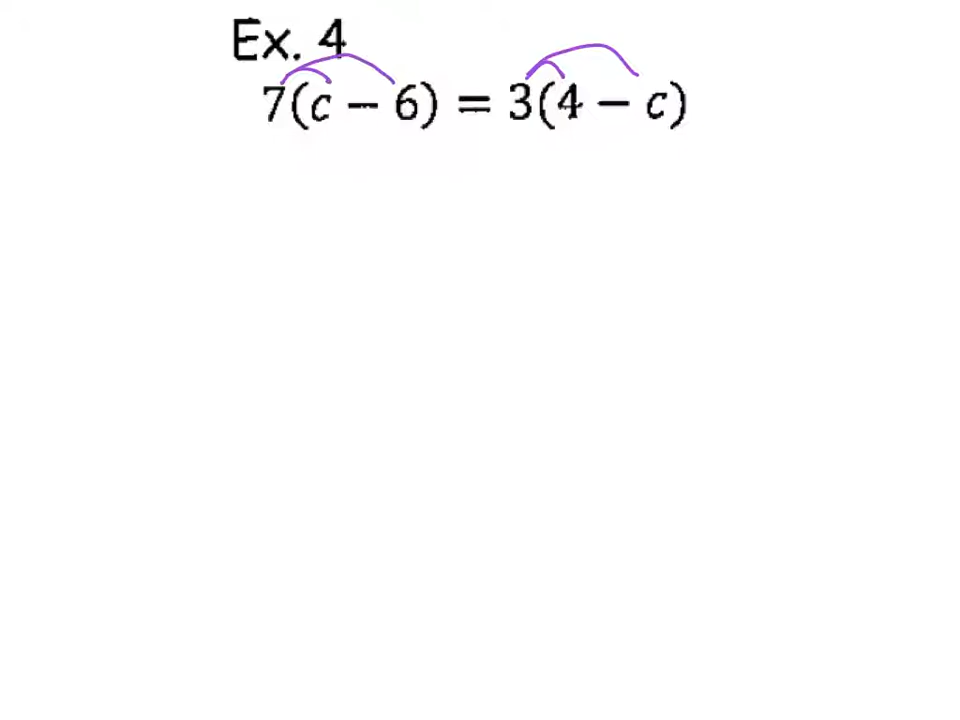 Ex. 4
7(c − 6) = 3(4 − c)